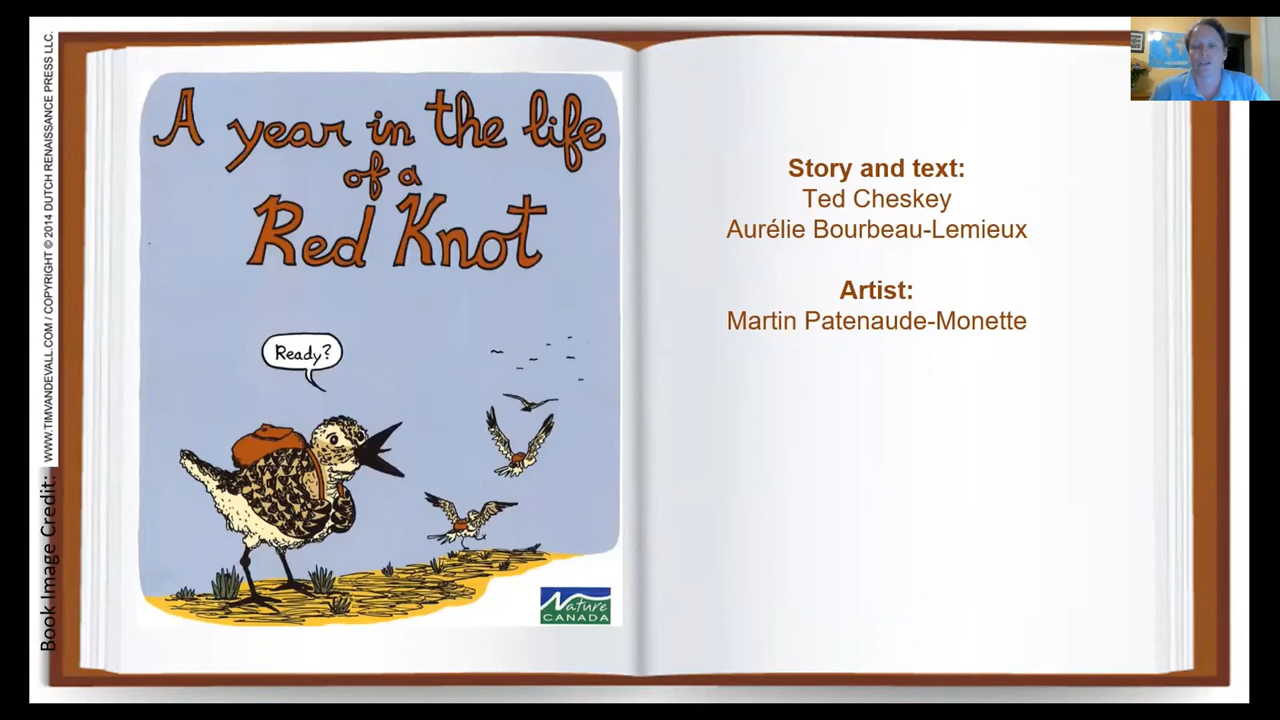 A year in the life
of a
Red Knot
Ready?
Nature
CANADA
Story and text:
Ted Cheskey
Aurélie Bourbeau-Lemieux
Artist:
Martin Patenaude-Monette
Book Image Credit: WWW.TIMVANDEVALL.COM / COPYRIGHT © 2014 DUTCH RENAISSANCE PRESS LLC.